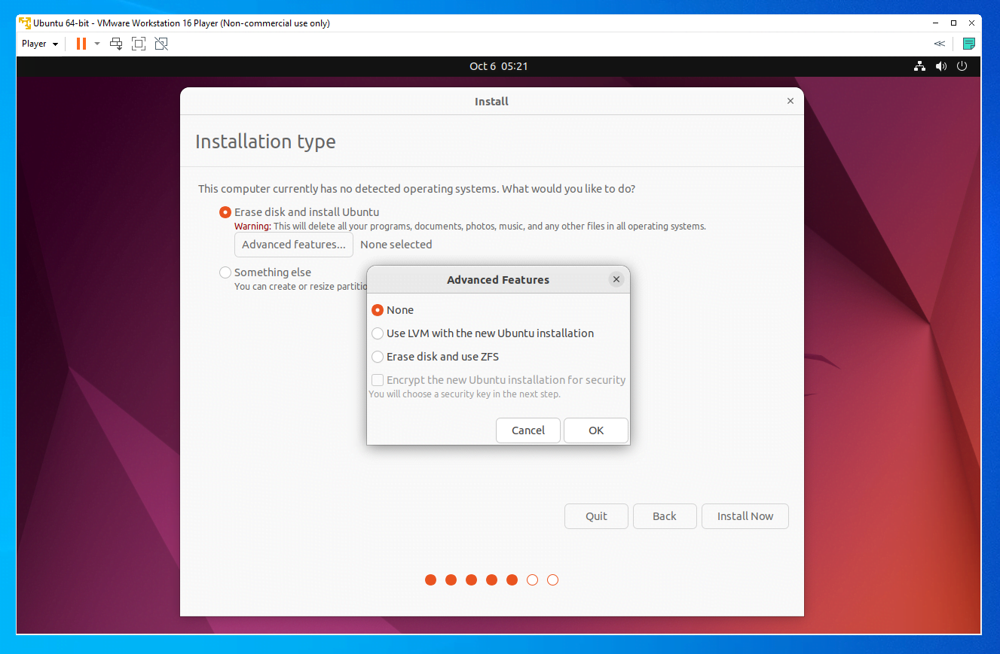 Ubuntu 64-bit - VMware Workstation 16 Player (Non-commercial use only)
Player
Oct 6 05:21
Install
Installation type
This computer currently has no detected operating systems. What would you like to do?
Erase disk and install Ubuntu
Warning: This will delete all your programs, documents, photos, music, and any other files in all operating systems.
Advanced features... None selected
Something else
You can create or resize partitio
Advanced Features
None
Use LVM with the new Ubuntu installation
Erase disk and use ZFS
Encrypt the new Ubuntu installation for security
You will choose a security key in the next step.
Cancel OK
Quit Back Install Now